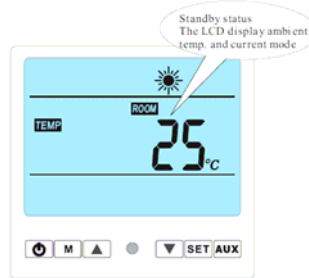 Standby status
The LCD display ambient
temp. and current mode
ROOM
TEMP
25°C
M
SET
AUX